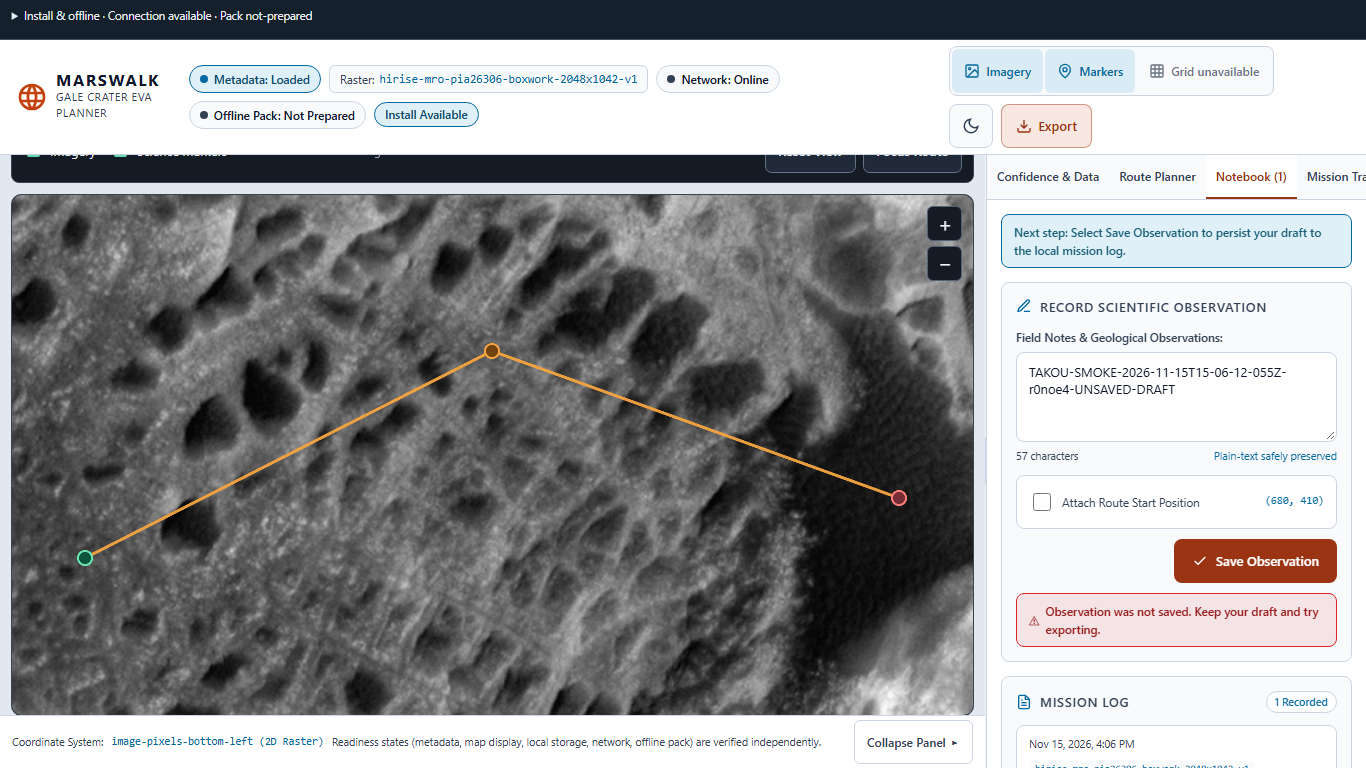 Install & offline · Connection available · Pack not-prepared
MARSWALK
GALE CRATER EVA
PLANNER
Metadata: Loaded
Raster: hirise-mro-pia26306-boxwork-2048x1042-v1
Network: Online
Offline Pack: Not Prepared
Install Available
Imagery
Markers
Grid unavailable
Export
Confidence & Data
Route Planner
Notebook (1)
Mission Tra
+
−
Next step: Select Save Observation to persist your draft to
the local mission log.
RECORD SCIENTIFIC OBSERVATION
Field Notes & Geological Observations:
TAKOU-SMOKE-2026-11-15T15-06-12-055Z-
r0noe4-UNSAVED-DRAFT
57 characters
Plain-text safely preserved
Attach Route Start Position
(680, 410)
Save Observation
Observation was not saved. Keep your draft and try
exporting.
MISSION LOG
1 Recorded
Nov 15, 2026, 4:06 PM
Coordinate System: image-pixels-bottom-left (2D Raster) Readiness states (metadata, map display, local storage, network, offline pack) are verified independently.
Collapse Panel